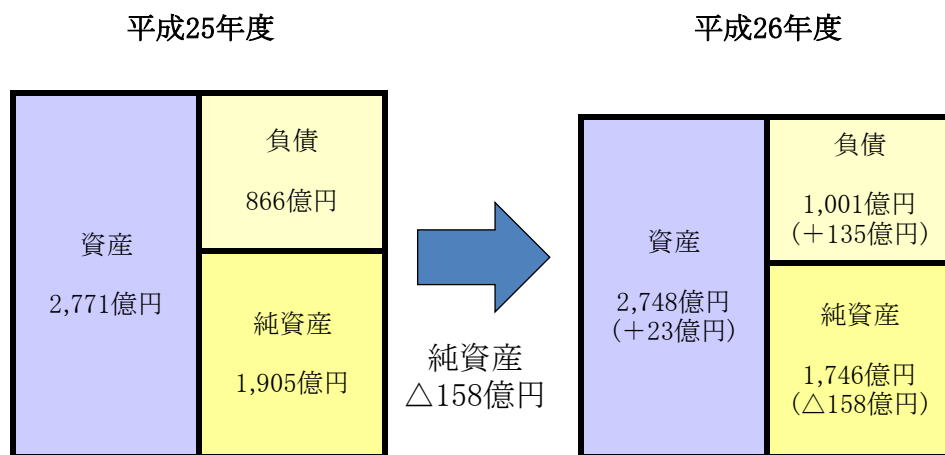 平成25年度
資産
2,771億円
負債
866億円
純資産
1,905億円
純資産
△158億円
平成26年度
資産
2,748億円
(＋23億円)
負債
1,001億円
(＋135億円)
純資産
1,746億円
(△158億円)